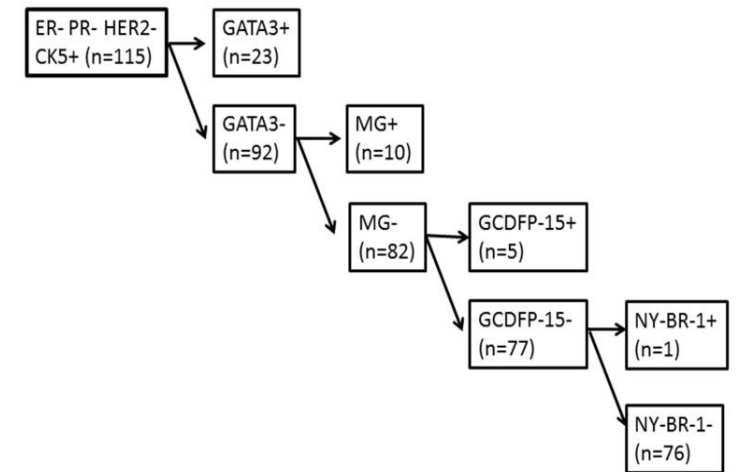 ER- PR- HER2-
CK5+ (n=115)
GATA3+
(n=23)
GATA3-
(n=92)
MG+
(n=10)
MG-
(n=82)
GCDFP-15+
(n=5)
GCDFP-15-
(n=77)
NY-BR-1+
(n=1)
NY-BR-1-
(n=76)